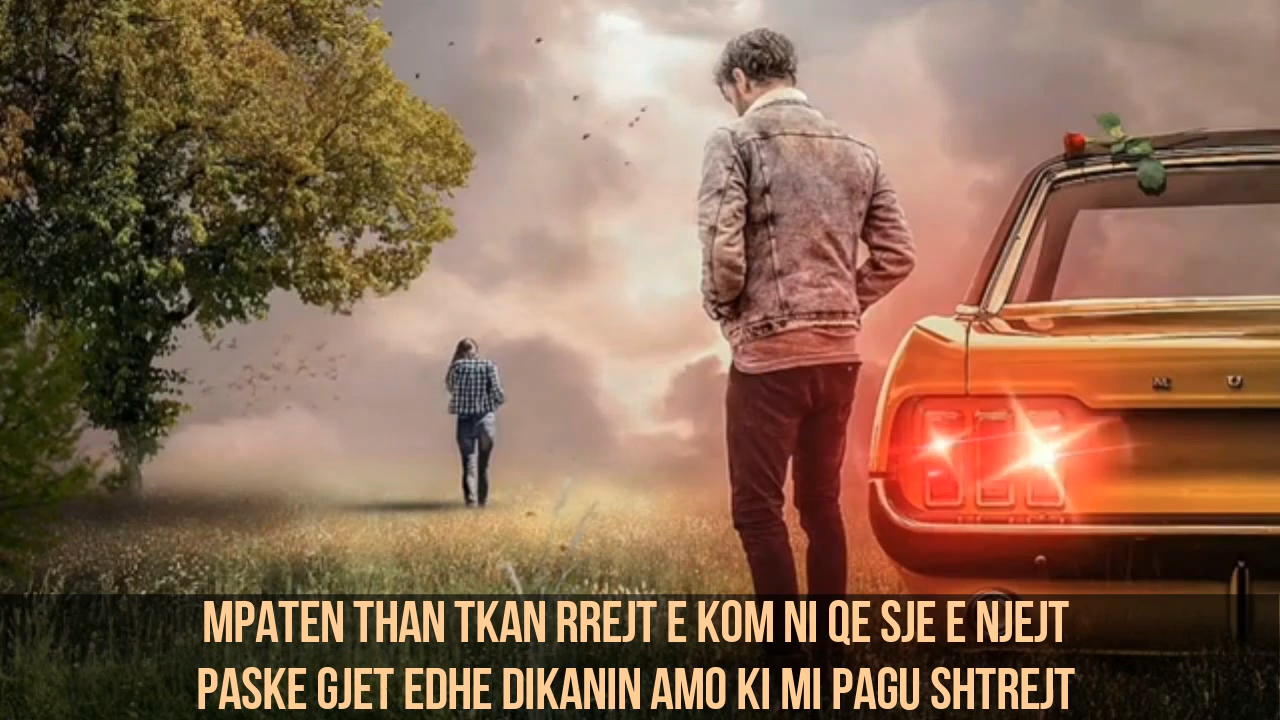 M U
MPATEN THAN TKAN RREJT E KOM NI QE SJE E NJEJT
PASKE GJET EDHE DIKANIN AMO KI MI PAGU SHTREJT